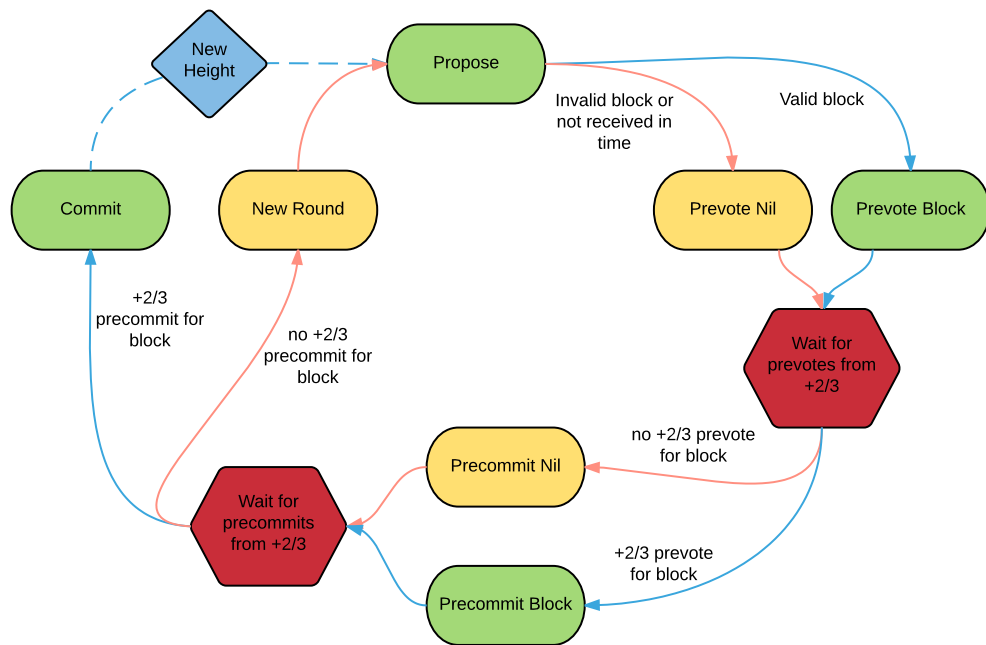 New
Height
Propose
Invalid block or
not received in
time
Valid block
Commit
New Round
Prevote Nil
Prevote Block
+2/3
precommit for
block
no +2/3
precommit for
block
Wait for
prevotes from
+2/3
no +2/3 prevote
for block
Precommit Nil
Wait for
precommits
from +2/3
+2/3 prevote
for block
Precommit Block